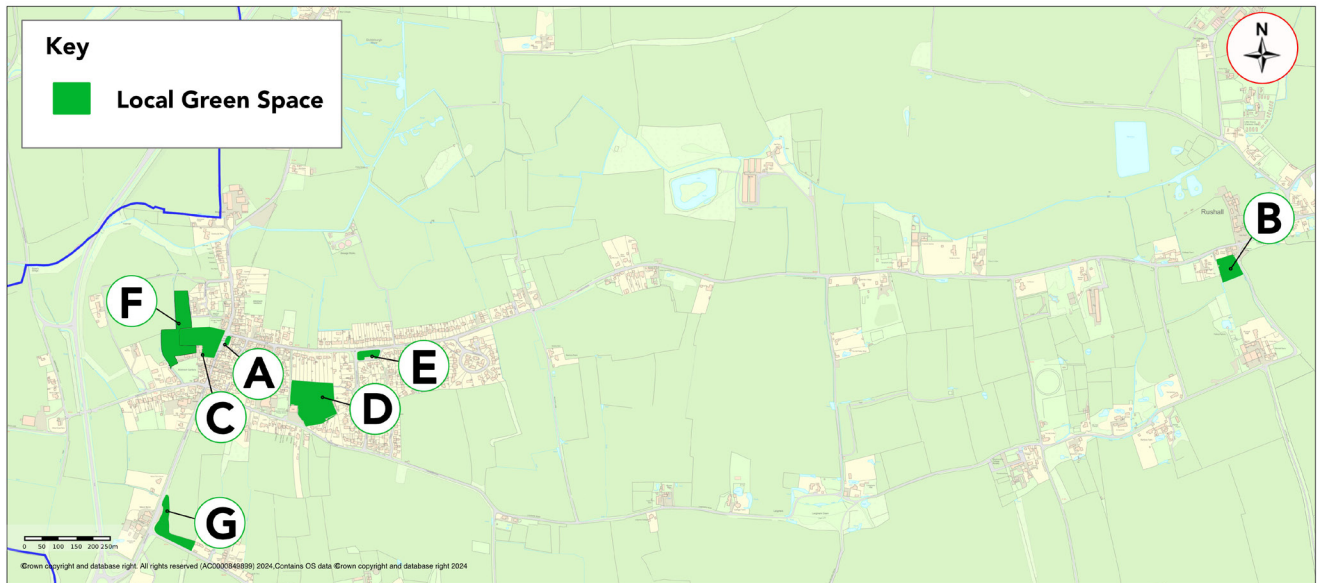 Key
Local Green Space
N
Rushall
B
F
A
E
D
C
G
0 50 100 150 200 250m
©rown copyright and database right. All rights reserved (AC0000849899) 2024,Contains OS data ©rown copyright and database right 2024